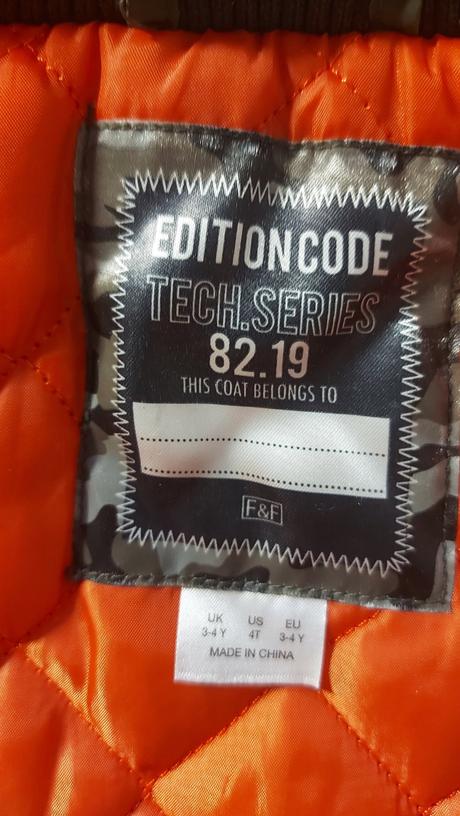 EDITION CODE
TECH.SERIES
82.19
THIS COAT BELONGS TO
F&F
UK US EU
3-4 Y 4T 3-4 Y
MADE IN CHINA